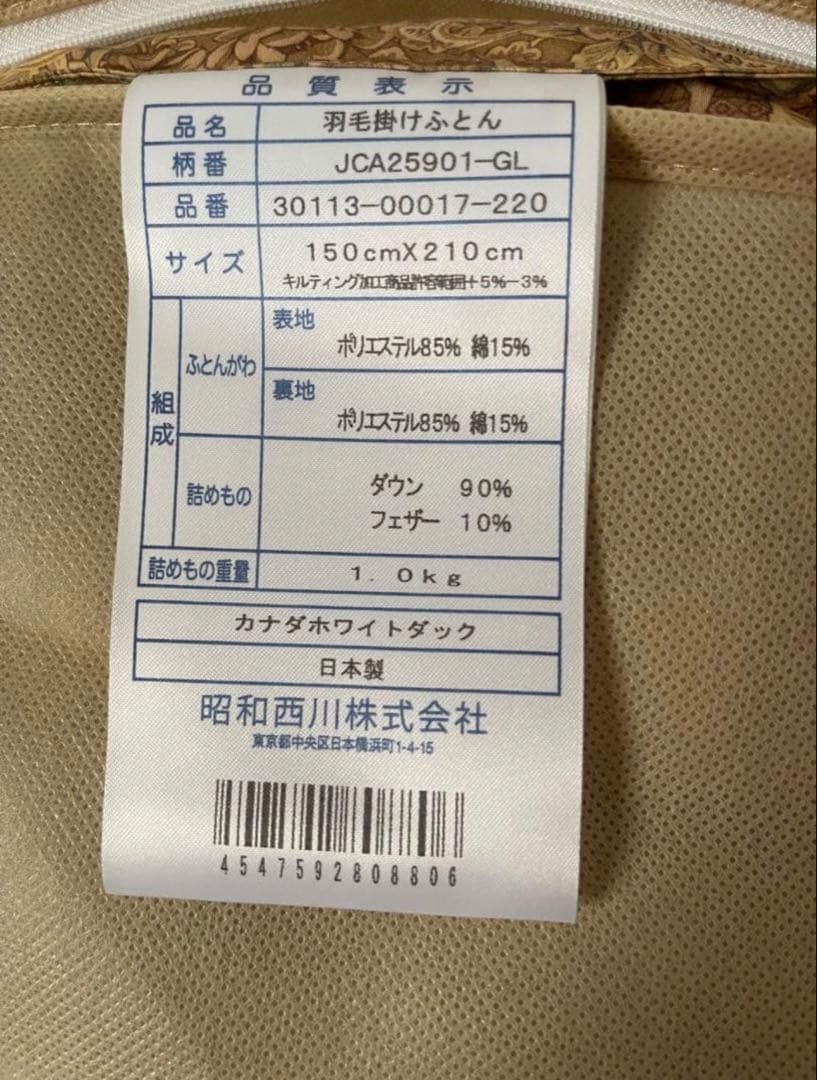 品質表示
品名 羽毛掛けふとん
柄番 JCA25901-GL
品番 30113-00017-220
サイズ 150cmX210cm
キルティング加工商品許容範囲+5%-3%
組成
ふとんがわ
表地
ポリエステル85% 綿15%
裏地
ポリエステル85% 綿15%
詰めもの
ダウン 90%
フェザー 10%
詰めもの重量 1.0kg
カナダホワイトダック
日本製
昭和西川株式会社
東京都中央区日本橋浜町1-4-15
4547592808806